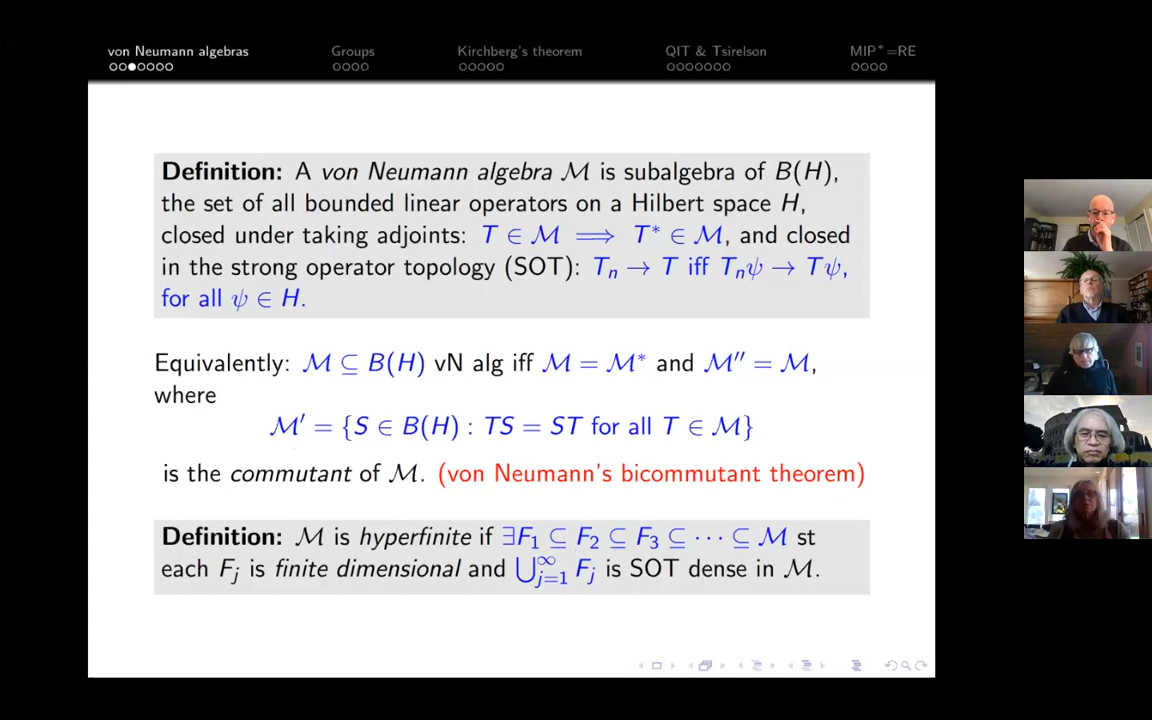 von Neumann algebras Groups Kirchberg's theorem QIT & Tsirelson MIP*=RE
Definition: A von Neumann algebra ℳ is subalgebra of B(H),
the set of all bounded linear operators on a Hilbert space H,
closed under taking adjoints: T ∈ ℳ ⟹ T* ∈ ℳ, and closed
in the strong operator topology (SOT): Tₙ → T iff Tₙψ → Tψ,
for all ψ ∈ H.
Equivalently: ℳ ⊆ B(H) vN alg iff ℳ = ℳ* and ℳ′′ = ℳ,
where
ℳ′ = {S ∈ B(H) : TS = ST for all T ∈ ℳ}
is the commutant of ℳ. (von Neumann's bicommutant theorem)
Definition: ℳ is hyperfinite if ∃F₁ ⊆ F₂ ⊆ F₃ ⊆ ⋯ ⊆ ℳ st
each Fⱼ is finite dimensional and ⋃_{j=1}^∞ Fⱼ is SOT dense in ℳ.